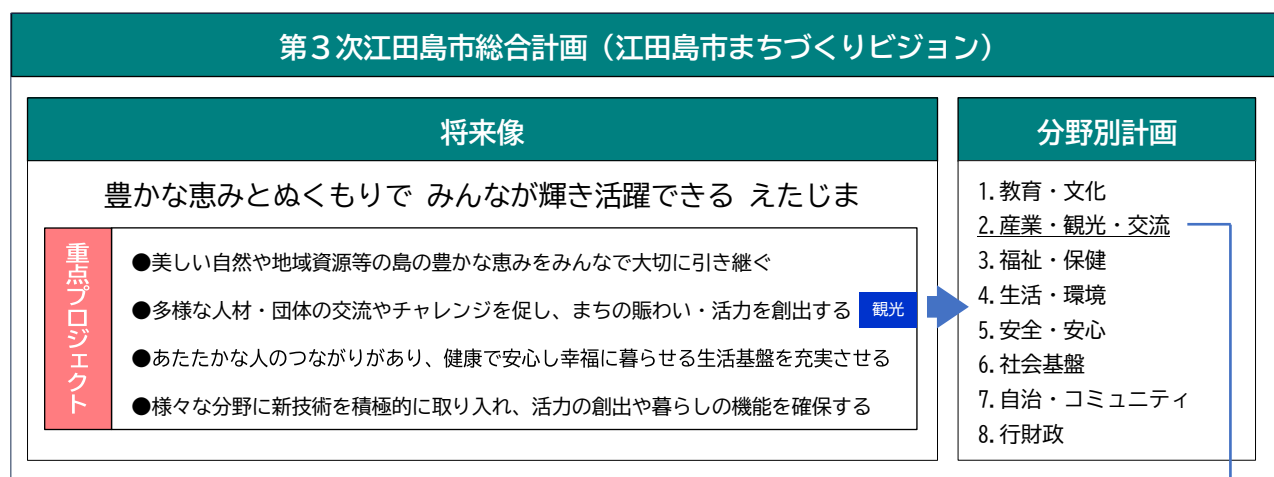 第３次江田島市総合計画（江田島市まちづくりビジョン）
将来像
豊かな恵みとぬくもりで みんなが輝き活躍できる えたじま
重点プロジェクト
●美しい自然や地域資源等の島の豊かな恵みをみんなで大切に引き継ぐ
●多様な人材・団体の交流やチャレンジを促し、まちの賑わい・活力を創出する 観光
●あたたかな人のつながりがあり、健康で安心し幸福に暮らせる生活基盤を充実させる
●様々な分野に新技術を積極的に取り入れ、活力の創出や暮らしの機能を確保する
分野別計画
1.教育・文化
2.産業・観光・交流
3.福祉・保健
4.生活・環境
5.安全・安心
6.社会基盤
7.自治・コミュニティ
8.行財政